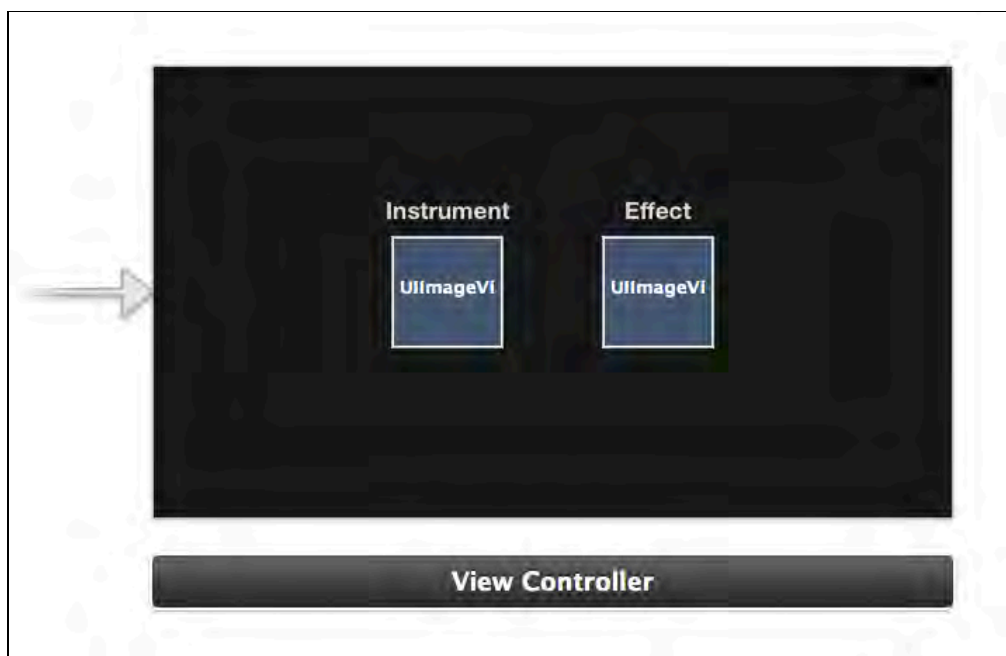 Instrument
Effect
UIImageVi
UIImageVi
View Controller